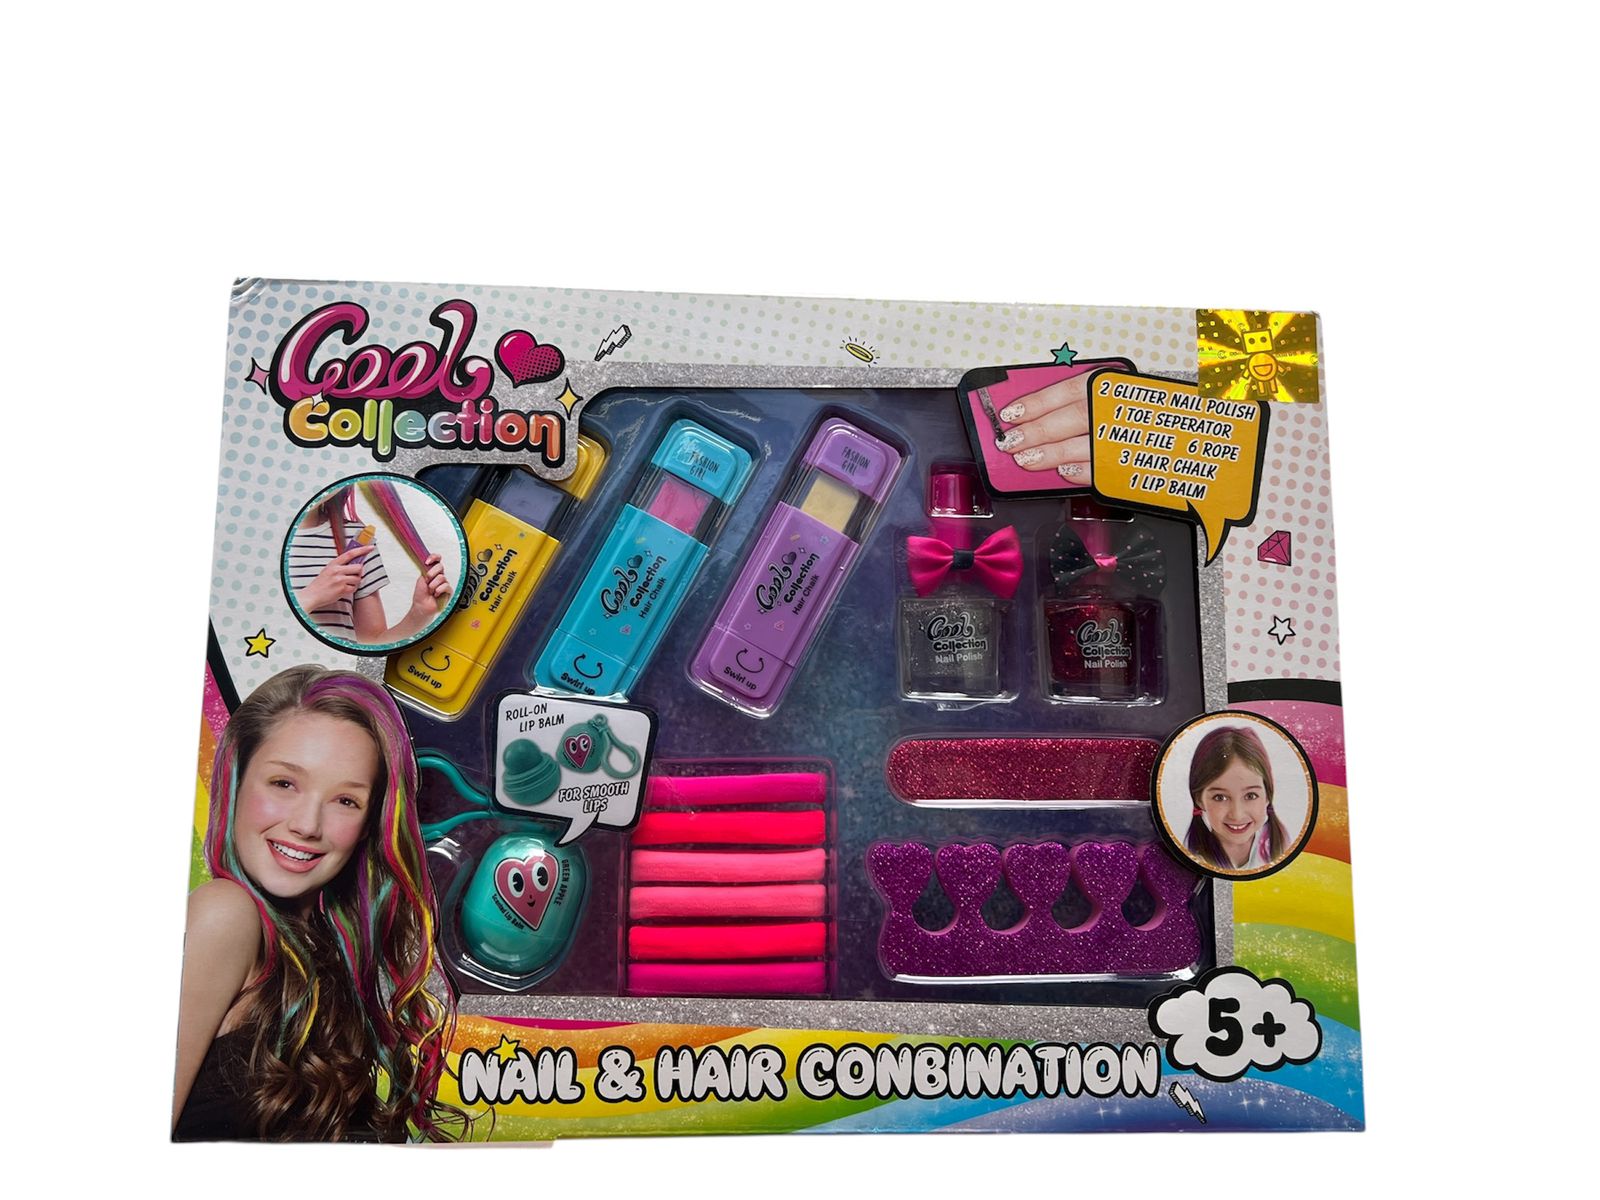 Cool
Collection
2 GLITTER NAIL POLISH
1 TOE SEPERATOR
1 NAIL FILE 6 ROPE
3 HAIR CHALK
1 LIP BALM
FASHION
GIRL
FASHION
GIRL
Cool
Collection
Hair Chalk
Swirl up
Cool
Collection
Hair Chalk
Swirl up
Cool
Collection
Hair Chalk
Swirl up
Cool
Collection
Nail Polish
Cool
Collection
Nail Polish
ROLL-ON
LIP BALM
FOR SMOOTH
LIPS
GREEN APPLE
Scented Lip Balm
5+
NAIL & HAIR CONBINATION